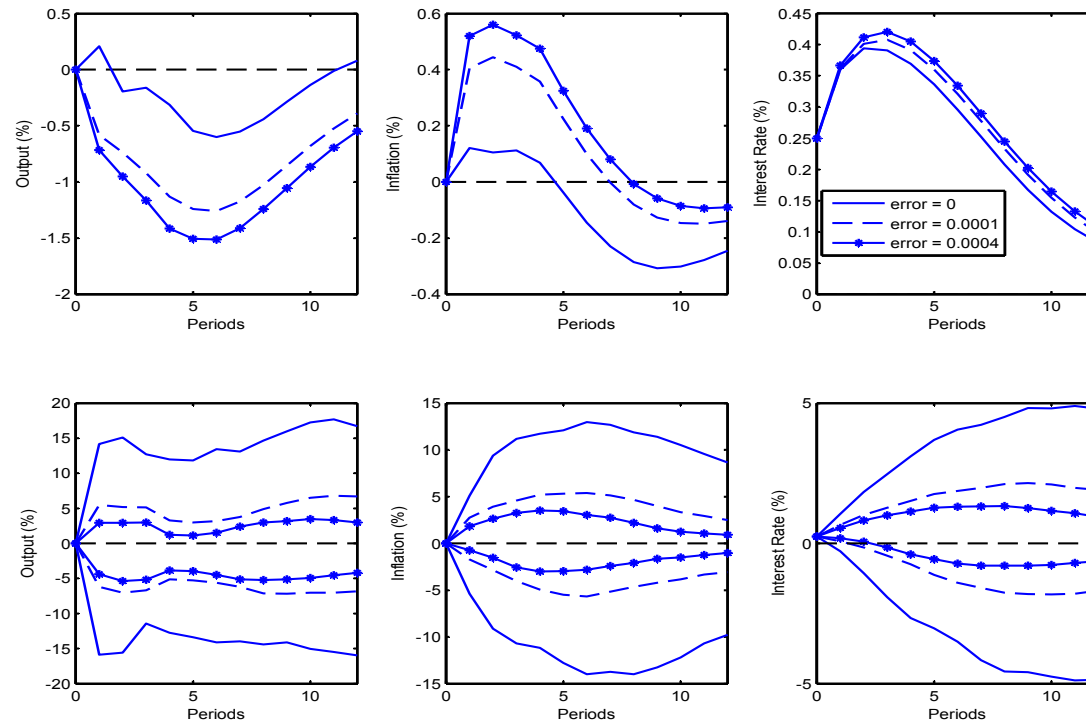 0.5
0
-0.5
-1
-1.5
-2
0 5 10
Output (%)
Periods
0.6
0.4
0.2
0
-0.2
-0.4
0 5 10
Inflation (%)
Periods
0.45
0.4
0.35
0.3
0.25
0.2
0.15
0.1
0.05
0
0 5 10
Interest Rate (%)
Periods
error = 0
error = 0.0001
error = 0.0004
20
15
10
5
0
-5
-10
-15
-20
0 5 10
Output (%)
Periods
15
10
5
0
-5
-10
-15
0 5 10
Inflation (%)
Periods
5
0
-5
0 5 10
Interest Rate (%)
Periods